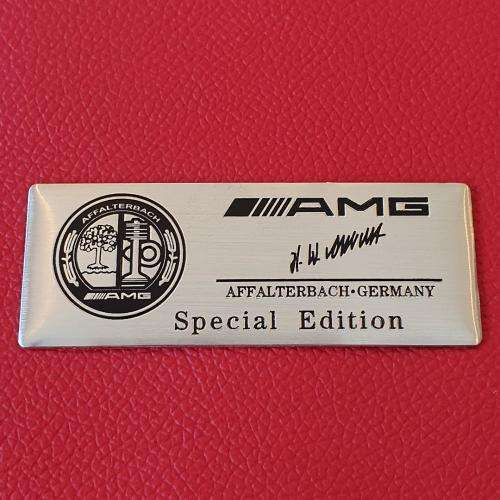 AFFALTERBACH
AMG
AMG
AFFALTERBACH•GERMANY
Special Edition